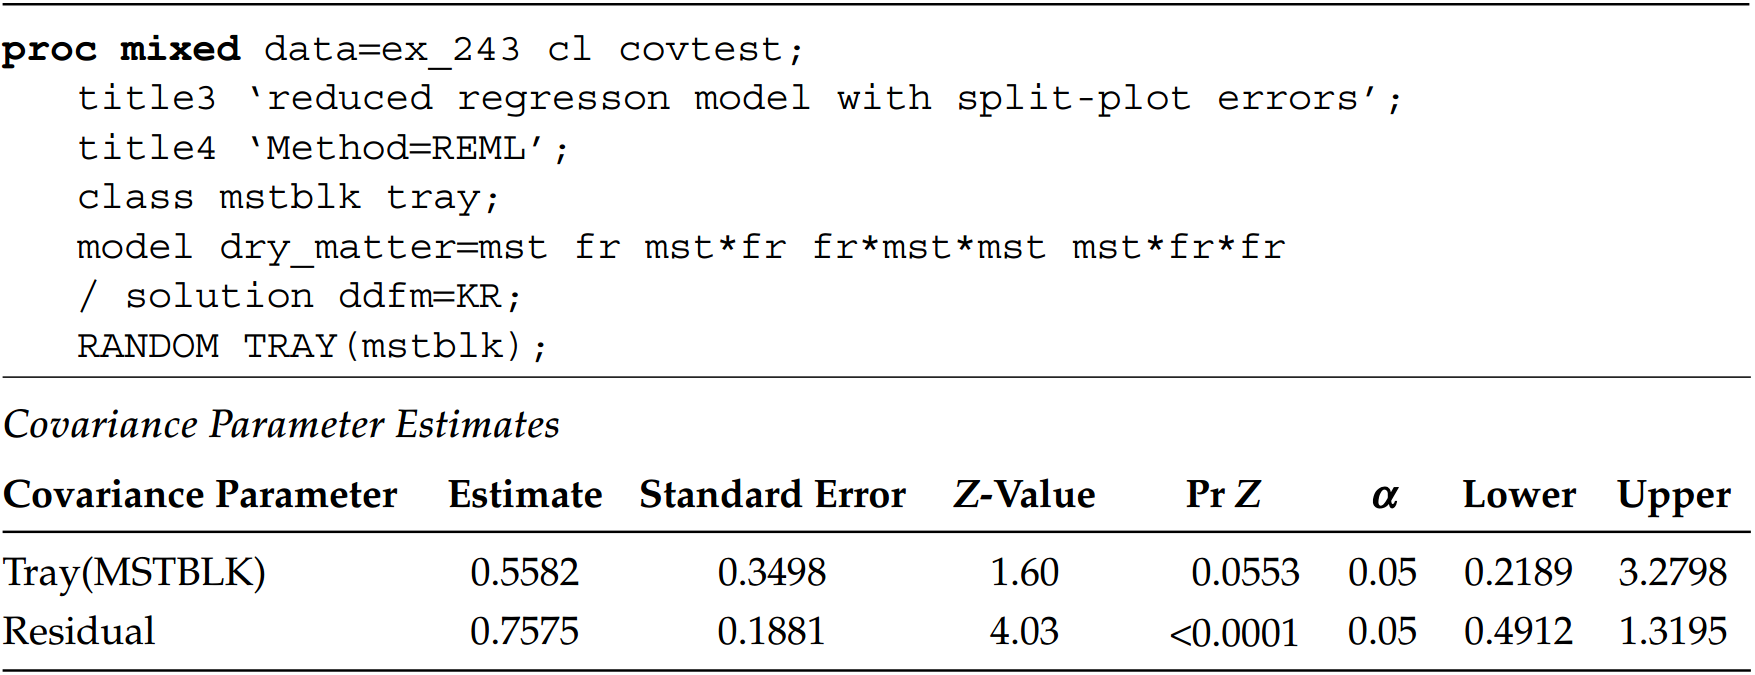 proc mixed data=ex_243 cl covtest;
title3 ‘reduced regresson model with split-plot errors’;
title4 ‘Method=REML’;
class mstblk tray;
model dry_matter=mst fr mst*fr fr*mst*mst mst*fr*fr
/ solution ddfm=KR;
RANDOM TRAY(mstblk);
Covariance Parameter Estimates
Covariance Parameter Estimate Standard Error Z-Value Pr Z α Lower Upper
Tray(MSTBLK) 0.5582 0.3498 1.60 0.0553 0.05 0.2189 3.2798
Residual 0.7575 0.1881 4.03 <0.0001 0.05 0.4912 1.3195